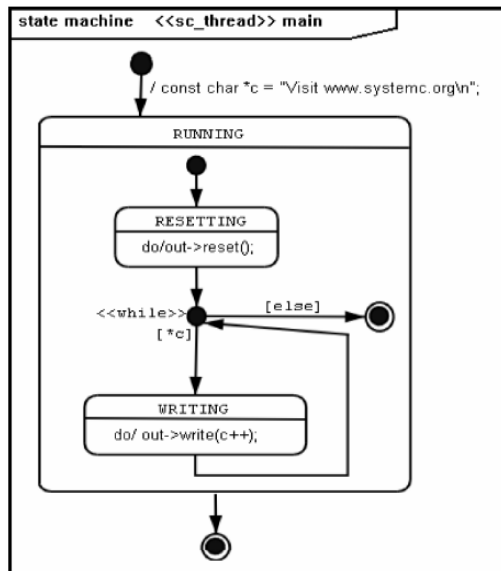 state machine <<sc_thread>> main
/ const char *c = "Visit www.systemc.org\n";
RUNNING
RESETTING
do/out->reset();
<<while>>
[else]
[*c]
WRITING
do/ out->write(c++);